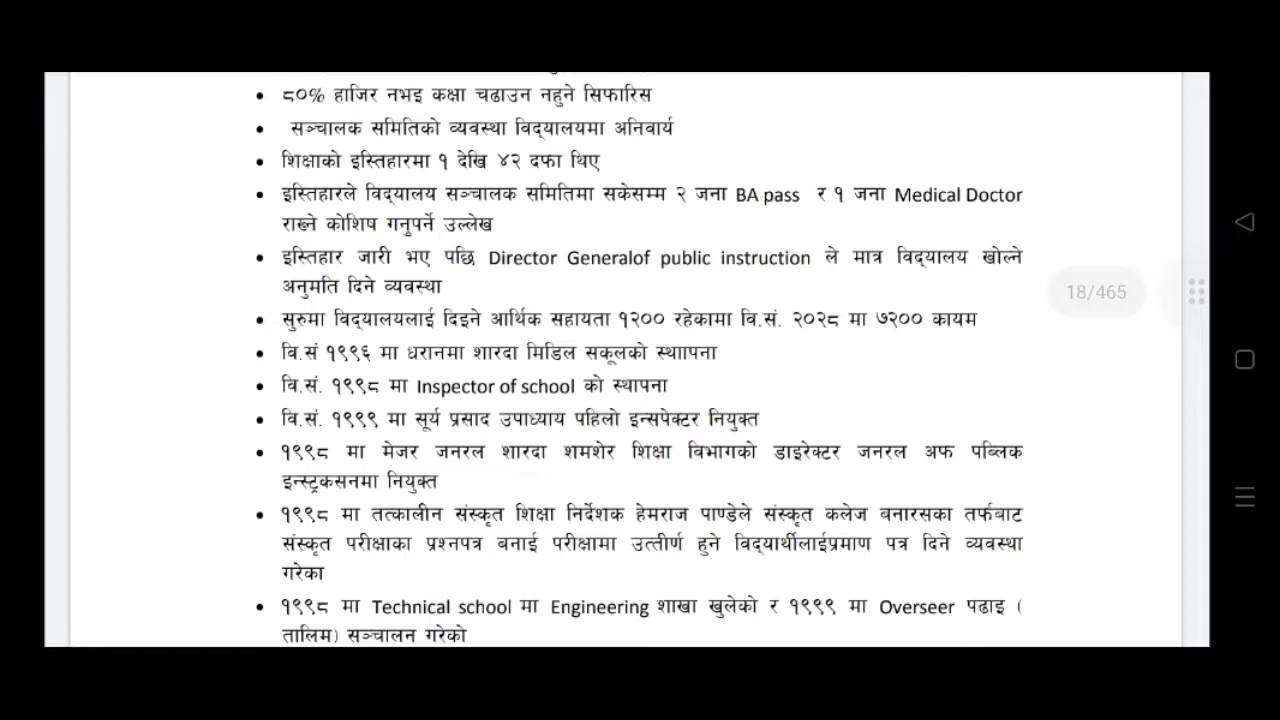 • ८०% हाजिर नभइ कक्षा चढाउन नहुने सिफारिस
• सञ्चालक समितिको व्यवस्था विद्यालयमा अनिवार्य
• शिक्षाको इस्तिहारमा १ देखि ४२ दफा थिए
• इस्तिहारले विद्यालय सञ्चालक समितिमा सकेसम्म २ जना BA pass र १ जना Medical Doctor
राख्ने कोशिष गनुपर्ने उल्लेख
• इस्तिहार जारी भए पछि Director Generalof public instruction ले मात्र विद्यालय खोल्ने
अनुमति दिने व्यवस्था
18/465
• सुरुमा विद्यालयलाई दिइने आर्थिक सहायता १२०० रहेकामा वि.सं. २०२८ मा ७२०० कायम
• वि.सं १९९६ मा धरानमा शारदा मिडिल सकूलको स्थाापना
• वि.सं. १९९८ मा Inspector of school को स्थापना
• वि.सं. १९९९ मा सूर्य प्रसाद उपाध्याय पहिलो इन्सपेक्टर नियुक्त
• १९९८ मा मेजर जनरल शारदा शमशेर शिक्षा विभागको डाइरेक्टर जनरल अफ पब्लिक
इन्स्ट्रकसनमा नियुक्त
• १९९८ मा तत्कालीन संस्कृत शिक्षा निर्देशक हेमराज पाण्डेले संस्कृत कलेज बनारसका तर्फबाट
संस्कृत परीक्षाका प्रश्नपत्र बनाई परीक्षामा उत्तीर्ण हुने विद्यार्थीलाईप्रमाण पत्र दिने व्यवस्था
गरेका
• १९९८ मा Technical school मा Engineering शाखा खुलेको र १९९९ मा Overseer पढाइ (
तालिम) सञ्चालन गरेको